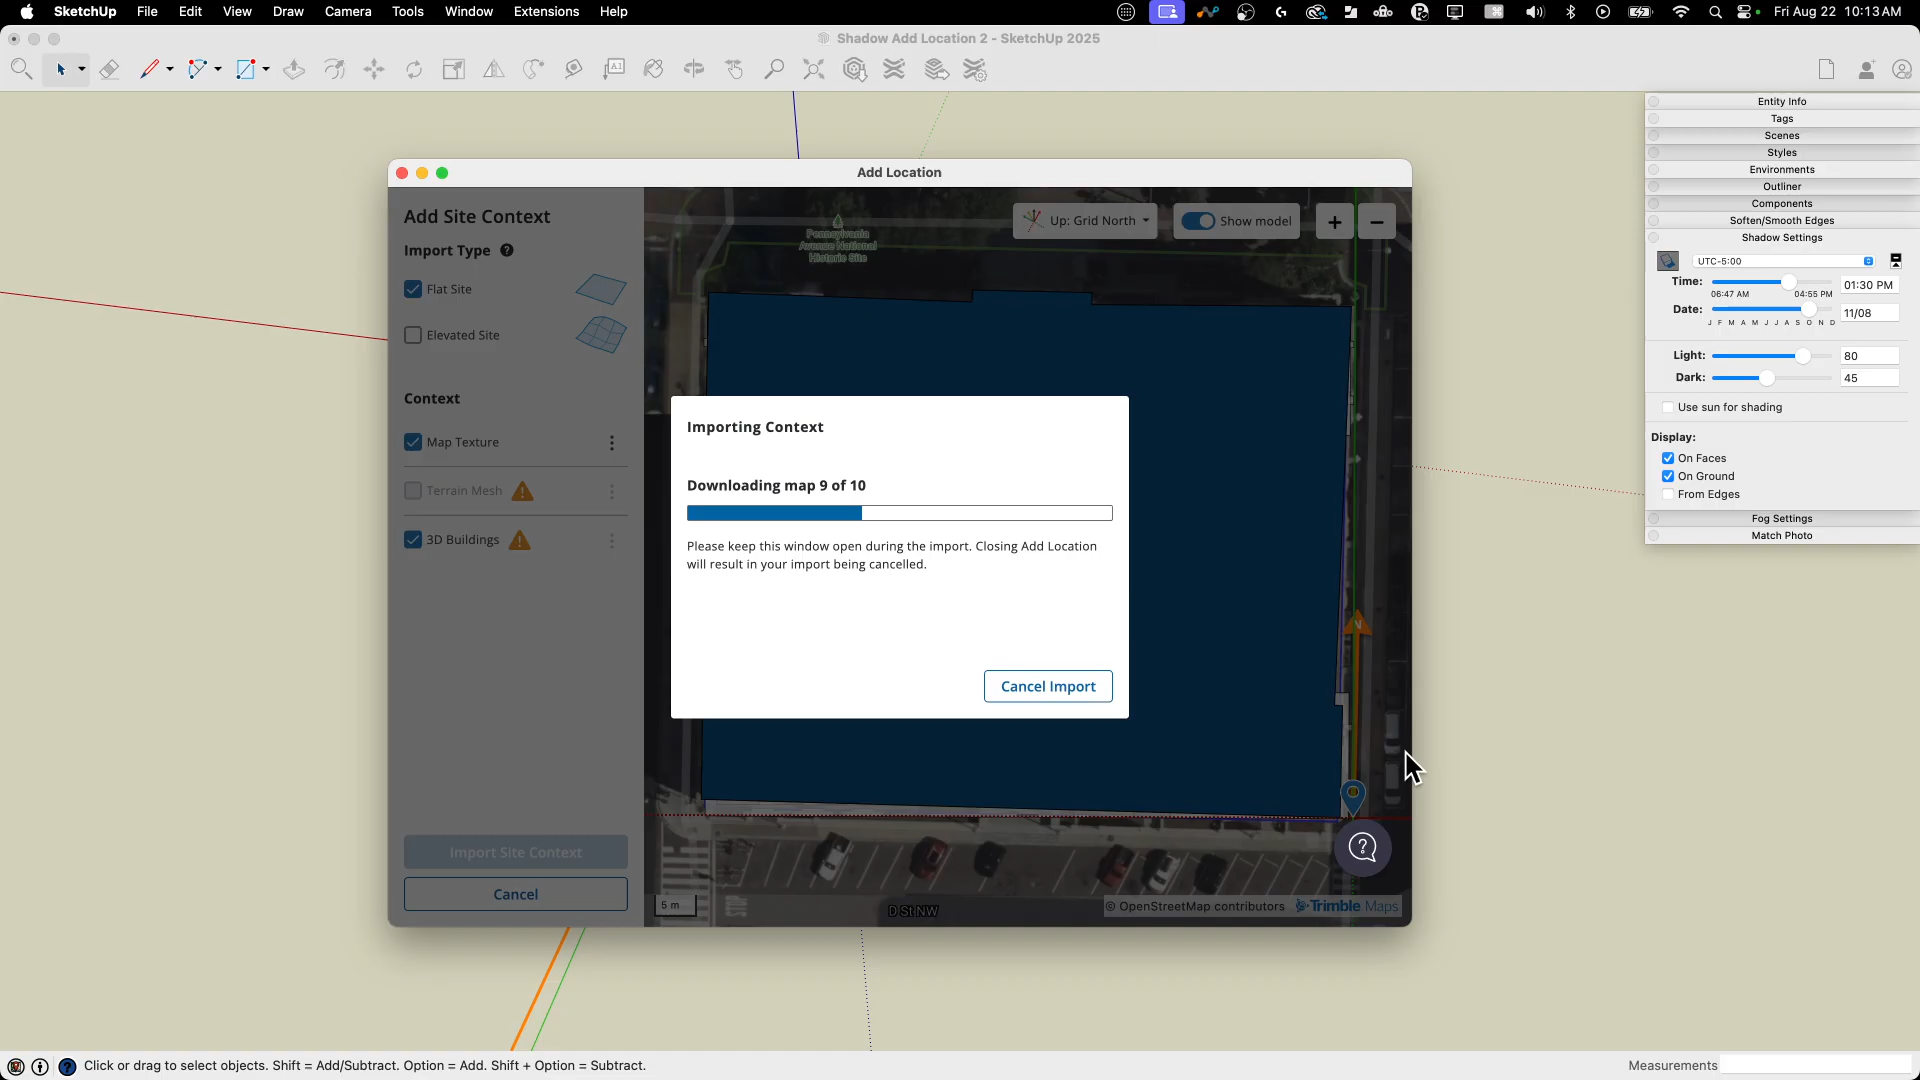 SketchUp File Edit View Draw Camera Tools Window Extensions Help
Fri Aug 22 10:13 AM
Shadow Add Location 2 - SketchUp 2025
Add Location
Add Site Context
Import Type ?
Flat Site
Elevated Site
Context
Map Texture
Terrain Mesh
3D Buildings
Import Site Context
Cancel
Pennsylvania
Avenue National
Historic Site
Up: Grid North
Show model
+ −
Importing Context
Downloading map 9 of 10
Please keep this window open during the import. Closing Add Location
will result in your import being cancelled.
Cancel Import
N
?
5 m
D St NW
© OpenStreetMap contributors Trimble Maps
Entity Info
Tags
Scenes
Styles
Environments
Outliner
Components
Soften/Smooth Edges
Shadow Settings
UTC-5:00
Time: 01:30 PM
06:47 AM 04:55 PM
Date: 11/08
J F M A M J J A S O N D
Light: 80
Dark: 45
Use sun for shading
Display:
On Faces
On Ground
From Edges
Fog Settings
Match Photo
Click or drag to select objects. Shift = Add/Subtract. Option = Add. Shift + Option = Subtract.
Measurements